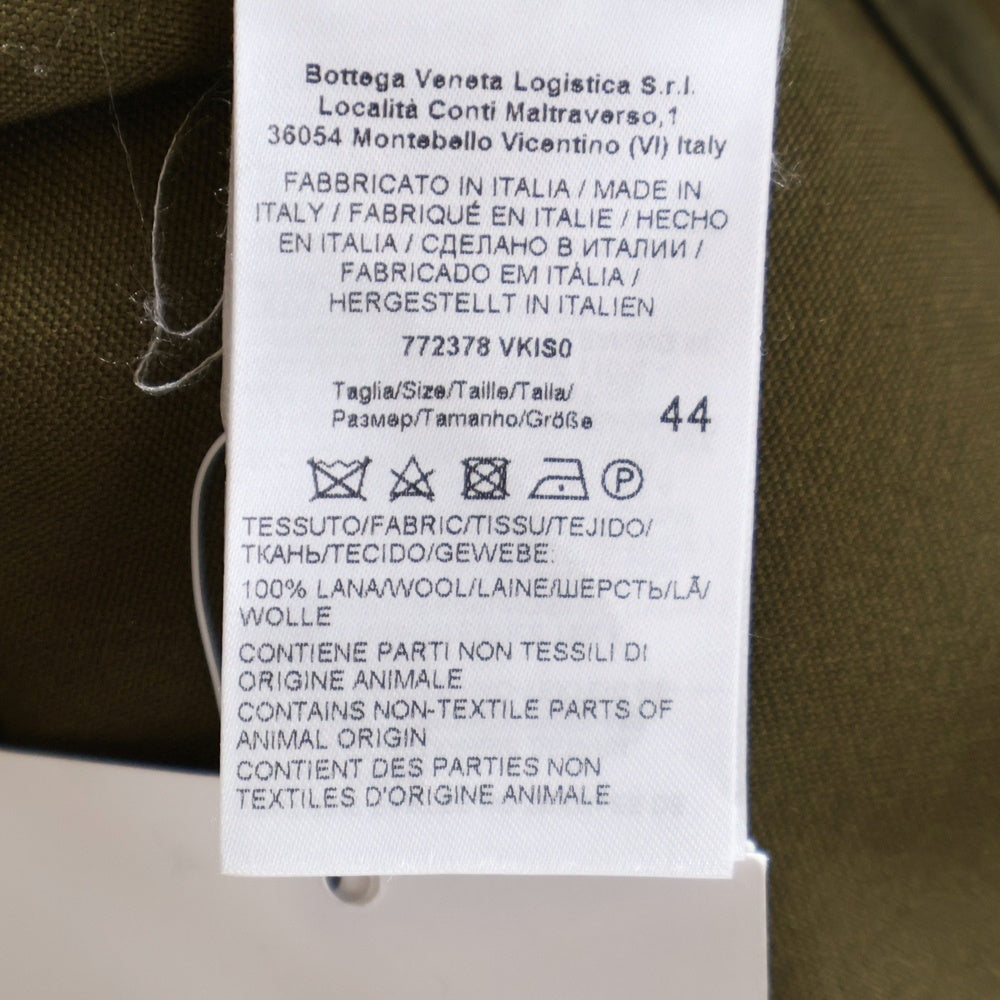 Bottega Veneta Logistica S.r.l.
Località Conti Maltraverso,1
36054 Montebello Vicentino (VI) Italy
FABBRICATO IN ITALIA / MADE IN
ITALY / FABRIQUÉ EN ITALIE / HECHO
EN ITALIA / СДЕЛАНО В ИТАЛИИ /
FABRICADO EM ITÁLIA /
HERGESTELLT IN ITALIEN
772378 VKIS0
Taglia/Size/Taille/Talla/
Размер/Tamanho/Größe 44
P
TESSUTO/FABRIC/TISSU/TEJIDO/
ТКАНЬ/TECIDO/GEWEBE:
100% LANA/WOOL/LAINE/ШЕРСТЬ/LÃ/
WOLLE
CONTIENE PARTI NON TESSILI DI
ORIGINE ANIMALE
CONTAINS NON-TEXTILE PARTS OF
ANIMAL ORIGIN
CONTIENT DES PARTIES NON
TEXTILES D'ORIGINE ANIMALE